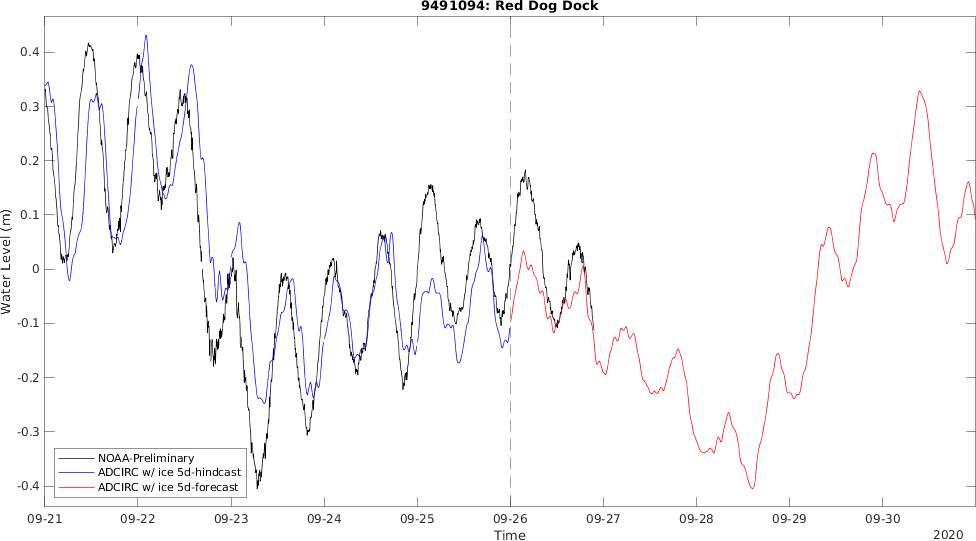 9491094: Red Dog Dock
Water Level (m)
0.4
0.3
0.2
0.1
0
-0.1
-0.2
-0.3
-0.4
NOAA-Preliminary
ADCIRC w/ ice 5d-hindcast
ADCIRC w/ ice 5d-forecast
09-21 09-22 09-23 09-24 09-25 09-26 09-27 09-28 09-29 09-30
Time
2020